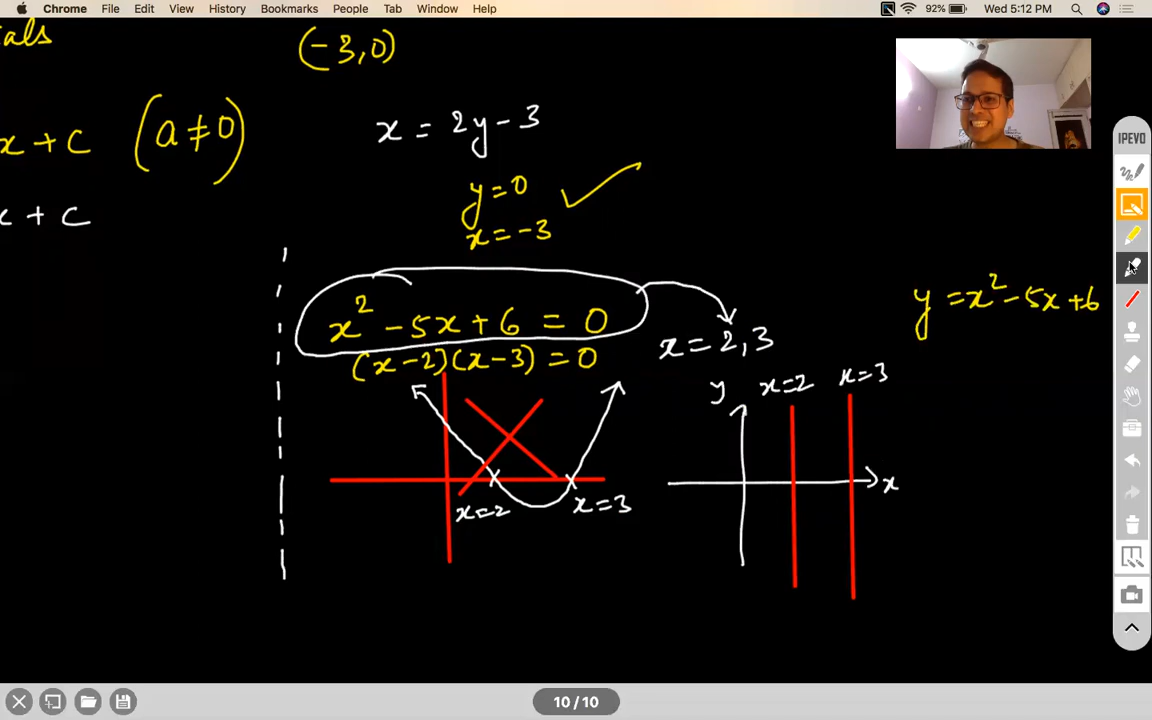 Chrome File Edit View History Bookmarks People Tab Window Help 92% Wed 5:12 PM
als
(-3,0)
x + c (a ≠ 0)
x = 2y - 3
IPEVO
y = 0
x = -3
x + c
x² - 5x + 6 = 0
y = x² - 5x + 6
(x-2)(x-3) = 0
x = 2, 3
y x=2 x=3
x
x=2 x=3
10 / 10